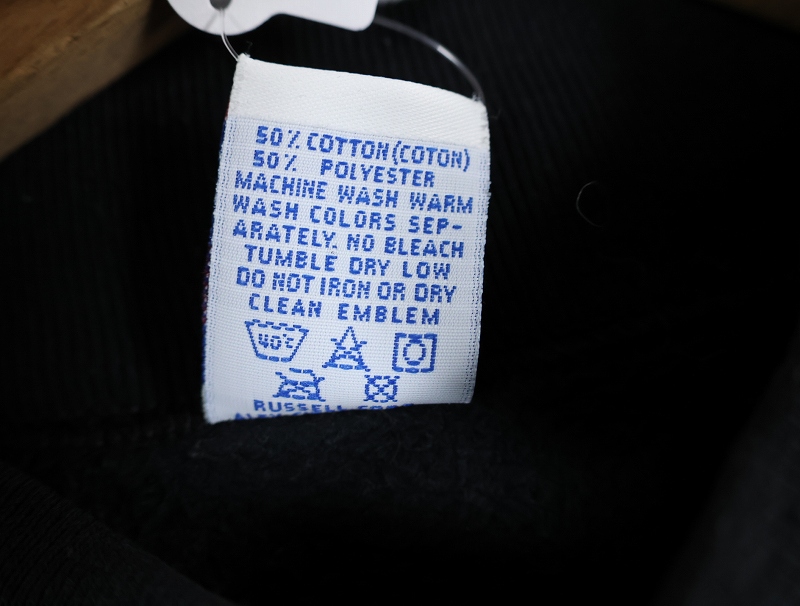 50% COTTON (COTON)
50% POLYESTER
MACHINE WASH WARM
WASH COLORS SEP-
ARATELY. NO BLEACH
TUMBLE DRY LOW
DO NOT IRON OR DRY
CLEAN EMBLEM
40°C
RUSSELL